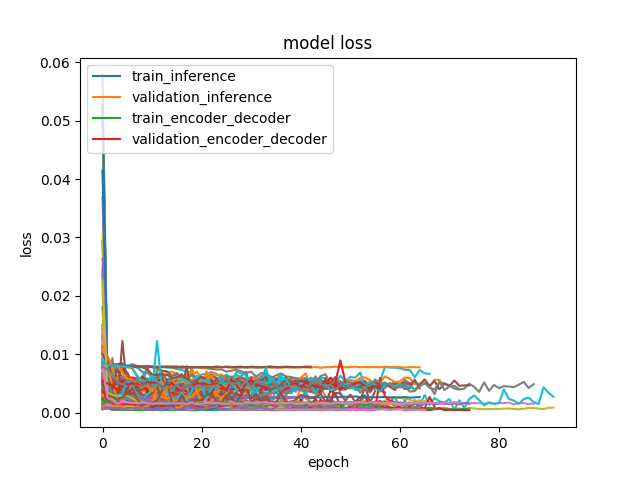 model loss
train_inference
validation_inference
train_encoder_decoder
validation_encoder_decoder
0.06
0.05
0.04
0.03
0.02
0.01
0.00
loss
0 20 40 60 80
epoch